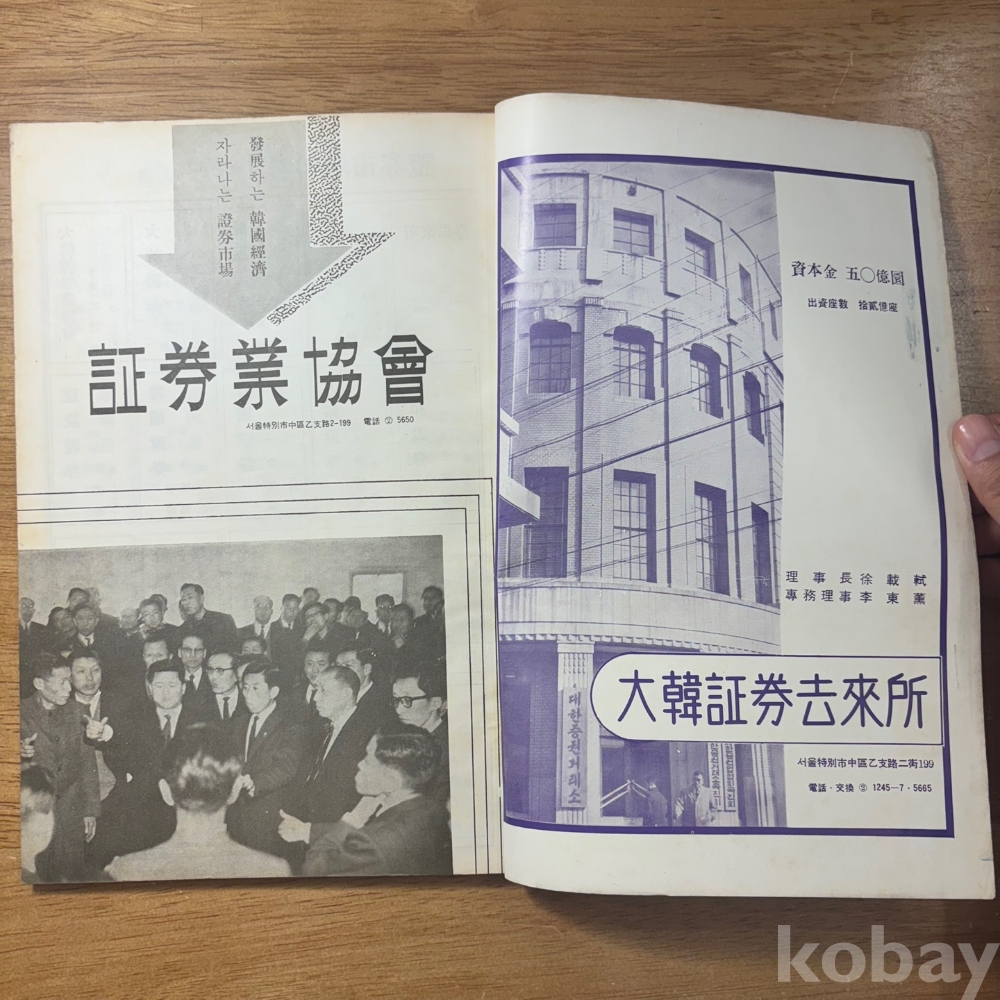 發展하는 韓國經濟
자라나는 證券市場
証券業協會
서울特別市中區乙支路2-199 電話 ② 5650
資本金 五〇億圜
出資座數 拾貳億座
理事長 徐載軾
專務理事 李東薰
大韓証券去來所
서울特別市中區乙支路二街199
電話·交換 ② 1245—7·5665
대한증권거래소
kobay